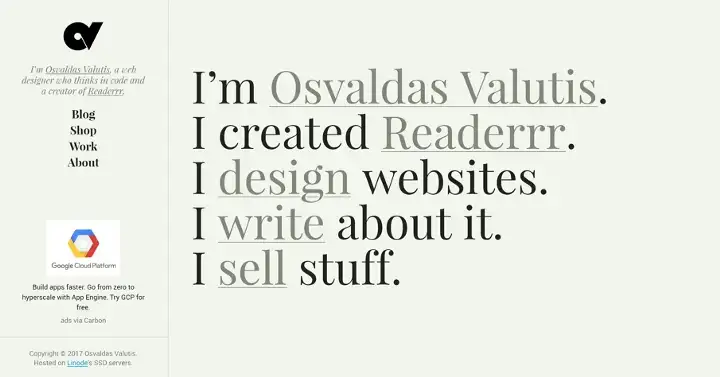 I'm Osvaldas Valutis, a web
designer who thinks in code and
a creator of Readerrr.
Blog
Shop
Work
About
Google Cloud Platform
Build apps faster. Go from zero to
hyperscale with App Engine. Try GCP for
free.
ads via Carbon
Copyright © 2017 Osvaldas Valutis.
Hosted on Linode's SSD servers.
I’m Osvaldas Valutis.
I created Readerrr.
I design websites.
I write about it.
I sell stuff.